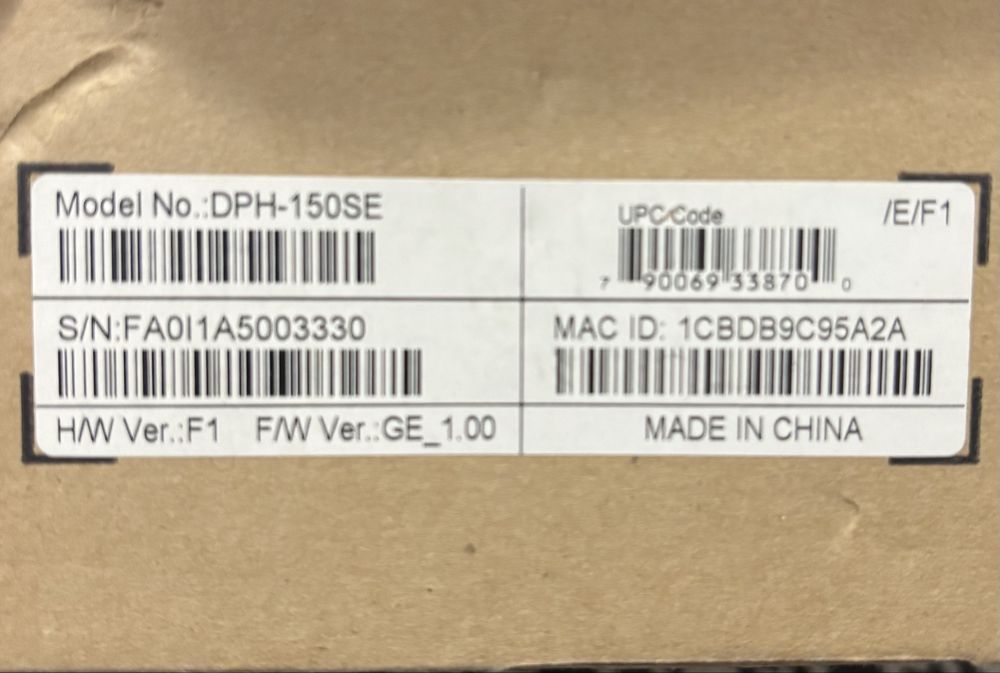 Model No.:DPH-150SE
UPC Code
/E/F1
7 90069 33870 0
S/N:FA0I1A5003330
MAC ID: 1CBDB9C95A2A
H/W Ver.:F1 F/W Ver.:GE_1.00
MADE IN CHINA